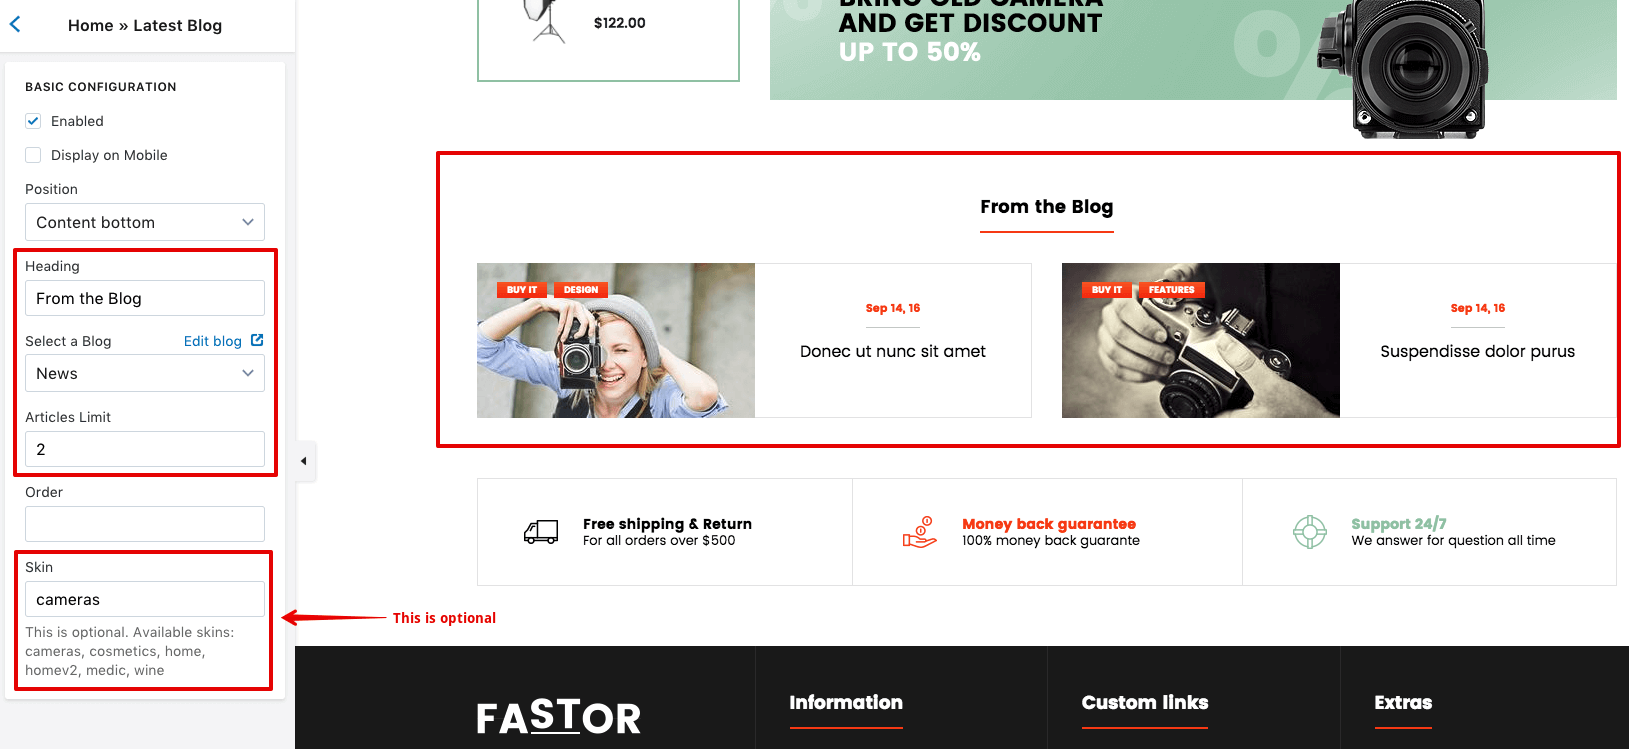 Home » Latest Blog
BASIC CONFIGURATION
Enabled
Display on Mobile
Position
Content bottom
Heading
From the Blog
Select a Blog
Edit blog
News
Articles Limit
2
Order
Skin
cameras
This is optional. Available skins:
cameras, cosmetics, home,
homev2, medic, wine
This is optional
$122.00
BRING OLD CAMERA
AND GET DISCOUNT
UP TO 50%
%
From the Blog
BUY IT
DESIGN
Sep 14, 16
Donec ut nunc sit amet
BUY IT
FEATURES
Sep 14, 16
Suspendisse dolor purus
Free shipping & Return
For all orders over $500
Money back guarantee
100% money back guarante
Support 24/7
We answer for question all time
FASTOR
Information
Custom links
Extras